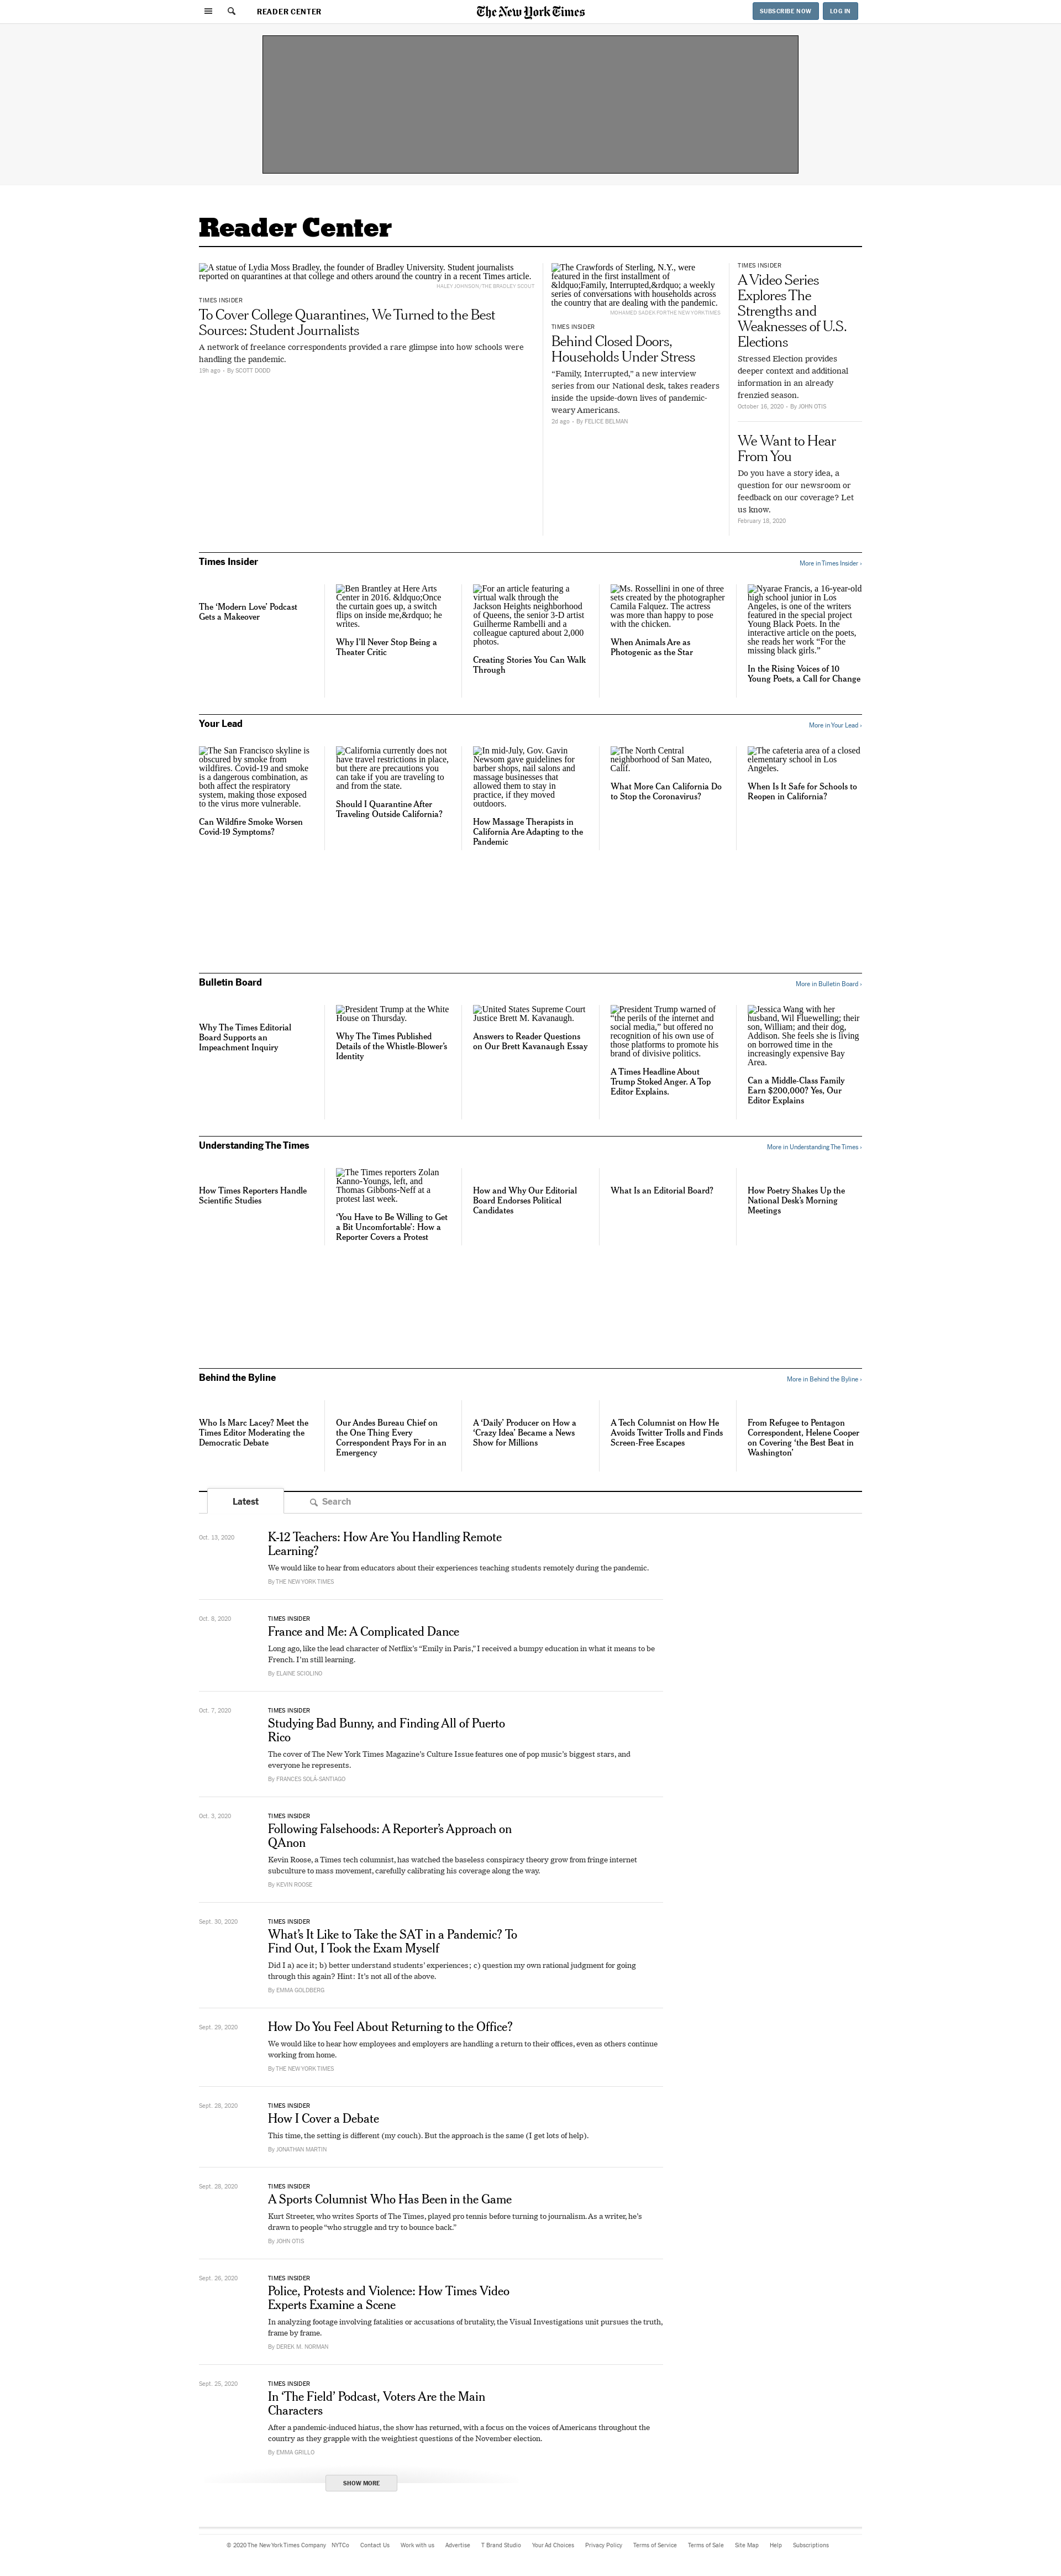 READER CENTER
The New York Times
SUBSCRIBE NOW
LOG IN
Reader Center
A statue of Lydia Moss Bradley, the founder of Bradley University. Student journalists
reported on quarantines at that college and others around the country in a recent Times article.
HALEY JOHNSON/THE BRADLEY SCOUT
TIMES INSIDER
To Cover College Quarantines, We Turned to the Best
Sources: Student Journalists
A network of freelance correspondents provided a rare glimpse into how schools were
handling the pandemic.
19h ago – By SCOTT DODD
The Crawfords of Sterling, N.Y., were
featured in the first installment of
&ldquo;Family, Interrupted,&rdquo; a weekly
series of conversations with households across
the country that are dealing with the pandemic.
MOHAMED SADEK FOR THE NEW YORK TIMES
TIMES INSIDER
Behind Closed Doors,
Households Under Stress
“Family, Interrupted,” a new interview
series from our National desk, takes readers
inside the upside-down lives of pandemic-
weary Americans.
2d ago – By FELICE BELMAN
TIMES INSIDER
A Video Series
Explores The
Strengths and
Weaknesses of U.S.
Elections
Stressed Election provides
deeper context and additional
information in an already
frenzied season.
October 16, 2020 – By JOHN OTIS
We Want to Hear
From You
Do you have a story idea, a
question for our newsroom or
feedback on our coverage? Let
us know.
February 18, 2020
Times Insider
More in Times Insider ›
The ‘Modern Love’ Podcast
Gets a Makeover
Ben Brantley at Here Arts
Center in 2016. &ldquo;Once
the curtain goes up, a switch
flips on inside me,&rdquo; he
writes.
Why I’ll Never Stop Being a
Theater Critic
For an article featuring a
virtual walk through the
Jackson Heights neighborhood
of Queens, the senior 3-D artist
Guilherme Rambelli and a
colleague captured about 2,000
photos.
Creating Stories You Can Walk
Through
Ms. Rossellini in one of three
sets created by the photographer
Camila Falquez. The actress
was more than happy to pose
with the chicken.
When Animals Are as
Photogenic as the Star
Nyarae Francis, a 16-year-old
high school junior in Los
Angeles, is one of the writers
featured in the special project
Young Black Poets. In the
interactive article on the poets,
she reads her work “For the
missing black girls.”
In the Rising Voices of 10
Young Poets, a Call for Change
Your Lead
More in Your Lead ›
The San Francisco skyline is
obscured by smoke from
wildfires. Covid-19 and smoke
is a dangerous combination, as
both affect the respiratory
system, making those exposed
to the virus more vulnerable.
Can Wildfire Smoke Worsen
Covid-19 Symptoms?
California currently does not
have travel restrictions in place,
but there are precautions you
can take if you are traveling to
and from the state.
Should I Quarantine After
Traveling Outside California?
In mid-July, Gov. Gavin
Newsom gave guidelines for
barber shops, nail salons and
massage businesses that
allowed them to stay in
practice, if they moved
outdoors.
How Massage Therapists in
California Are Adapting to the
Pandemic
The North Central
neighborhood of San Mateo,
Calif.
What More Can California Do
to Stop the Coronavirus?
The cafeteria area of a closed
elementary school in Los
Angeles.
When Is It Safe for Schools to
Reopen in California?
Bulletin Board
More in Bulletin Board ›
Why The Times Editorial
Board Supports an
Impeachment Inquiry
President Trump at the White
House on Thursday.
Why The Times Published
Details of the Whistle-Blower’s
Identity
United States Supreme Court
Justice Brett M. Kavanaugh.
Answers to Reader Questions
on Our Brett Kavanaugh Essay
President Trump warned of
“the perils of the internet and
social media,” but offered no
recognition of his own use of
those platforms to promote his
brand of divisive politics.
A Times Headline About
Trump Stoked Anger. A Top
Editor Explains.
Jessica Wang with her
husband, Wil Fluewelling; their
son, William; and their dog,
Addison. She feels she is living
on borrowed time in the
increasingly expensive Bay
Area.
Can a Middle-Class Family
Earn $200,000? Yes, Our
Editor Explains
Understanding The Times
More in Understanding The Times ›
How Times Reporters Handle
Scientific Studies
The Times reporters Zolan
Kanno-Youngs, left, and
Thomas Gibbons-Neff at a
protest last week.
‘You Have to Be Willing to Get
a Bit Uncomfortable’: How a
Reporter Covers a Protest
How and Why Our Editorial
Board Endorses Political
Candidates
What Is an Editorial Board?
How Poetry Shakes Up the
National Desk’s Morning
Meetings
Behind the Byline
More in Behind the Byline ›
Who Is Marc Lacey? Meet the
Times Editor Moderating the
Democratic Debate
Our Andes Bureau Chief on
the One Thing Every
Correspondent Prays For in an
Emergency
A ‘Daily’ Producer on How a
‘Crazy Idea’ Became a News
Show for Millions
A Tech Columnist on How He
Avoids Twitter Trolls and Finds
Screen-Free Escapes
From Refugee to Pentagon
Correspondent, Helene Cooper
on Covering ‘the Best Beat in
Washington’
Latest
Search
Oct. 13, 2020
K-12 Teachers: How Are You Handling Remote
Learning?
We would like to hear from educators about their experiences teaching students remotely during the pandemic.
By THE NEW YORK TIMES
Oct. 8, 2020
TIMES INSIDER
France and Me: A Complicated Dance
Long ago, like the lead character of Netflix’s “Emily in Paris,” I received a bumpy education in what it means to be
French. I’m still learning.
By ELAINE SCIOLINO
Oct. 7, 2020
TIMES INSIDER
Studying Bad Bunny, and Finding All of Puerto
Rico
The cover of The New York Times Magazine’s Culture Issue features one of pop music’s biggest stars, and
everyone he represents.
By FRANCES SOLÁ-SANTIAGO
Oct. 3, 2020
TIMES INSIDER
Following Falsehoods: A Reporter’s Approach on
QAnon
Kevin Roose, a Times tech columnist, has watched the baseless conspiracy theory grow from fringe internet
subculture to mass movement, carefully calibrating his coverage along the way.
By KEVIN ROOSE
Sept. 30, 2020
TIMES INSIDER
What’s It Like to Take the SAT in a Pandemic? To
Find Out, I Took the Exam Myself
Did I a) ace it; b) better understand students’ experiences; c) question my own rational judgment for going
through this again? Hint: It’s not all of the above.
By EMMA GOLDBERG
Sept. 29, 2020
How Do You Feel About Returning to the Office?
We would like to hear how employees and employers are handling a return to their offices, even as others continue
working from home.
By THE NEW YORK TIMES
Sept. 28, 2020
TIMES INSIDER
How I Cover a Debate
This time, the setting is different (my couch). But the approach is the same (I get lots of help).
By JONATHAN MARTIN
Sept. 28, 2020
TIMES INSIDER
A Sports Columnist Who Has Been in the Game
Kurt Streeter, who writes Sports of The Times, played pro tennis before turning to journalism. As a writer, he’s
drawn to people “who struggle and try to bounce back.”
By JOHN OTIS
Sept. 26, 2020
TIMES INSIDER
Police, Protests and Violence: How Times Video
Experts Examine a Scene
In analyzing footage involving fatalities or accusations of brutality, the Visual Investigations unit pursues the truth,
frame by frame.
By DEREK M. NORMAN
Sept. 25, 2020
TIMES INSIDER
In ‘The Field’ Podcast, Voters Are the Main
Characters
After a pandemic-induced hiatus, the show has returned, with a focus on the voices of Americans throughout the
country as they grapple with the weightiest questions of the November election.
By EMMA GRILLO
SHOW MORE
© 2020 The New York Times Company NYTCo Contact Us Work with us Advertise T Brand Studio Your Ad Choices Privacy Policy Terms of Service Terms of Sale Site Map Help Subscriptions